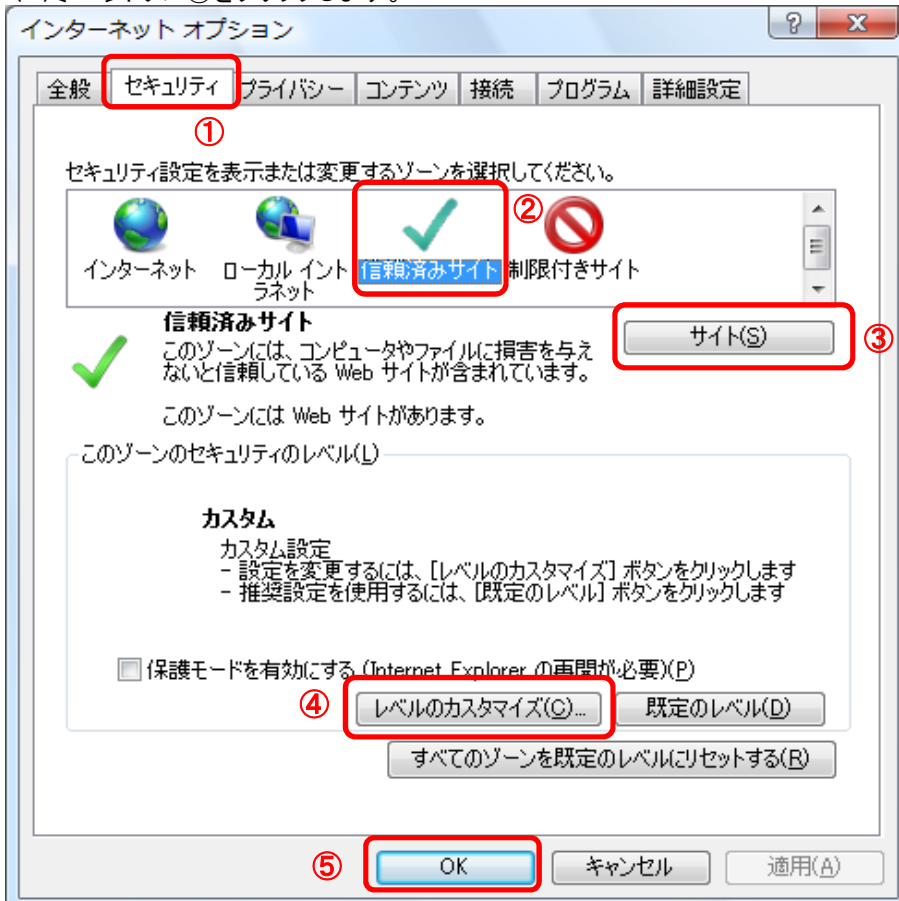 インターネット オプション
全般 セキュリティ プライバシー コンテンツ 接続 プログラム 詳細設定
①
セキュリティ設定を表示または変更するゾーンを選択してください。
②
インターネット ローカル イントラネット 信頼済みサイト 制限付きサイト
信頼済みサイト
サイト(S)
③
このゾーンには、コンピュータやファイルに損害を与え
ないと信頼している Web サイトが含まれています。
このゾーンには Web サイトがあります。
このゾーンのセキュリティのレベル(L)
カスタム
カスタム設定
- 設定を変更するには、[レベルのカスタマイズ] ボタンをクリックします
- 推奨設定を使用するには、[既定のレベル] ボタンをクリックします
保護モードを有効にする (Internet Explorer の再開が必要)(P)
④ レベルのカスタマイズ(C)... 既定のレベル(D)
すべてのゾーンを既定のレベルにリセットする(R)
⑤ OK キャンセル 適用(A)